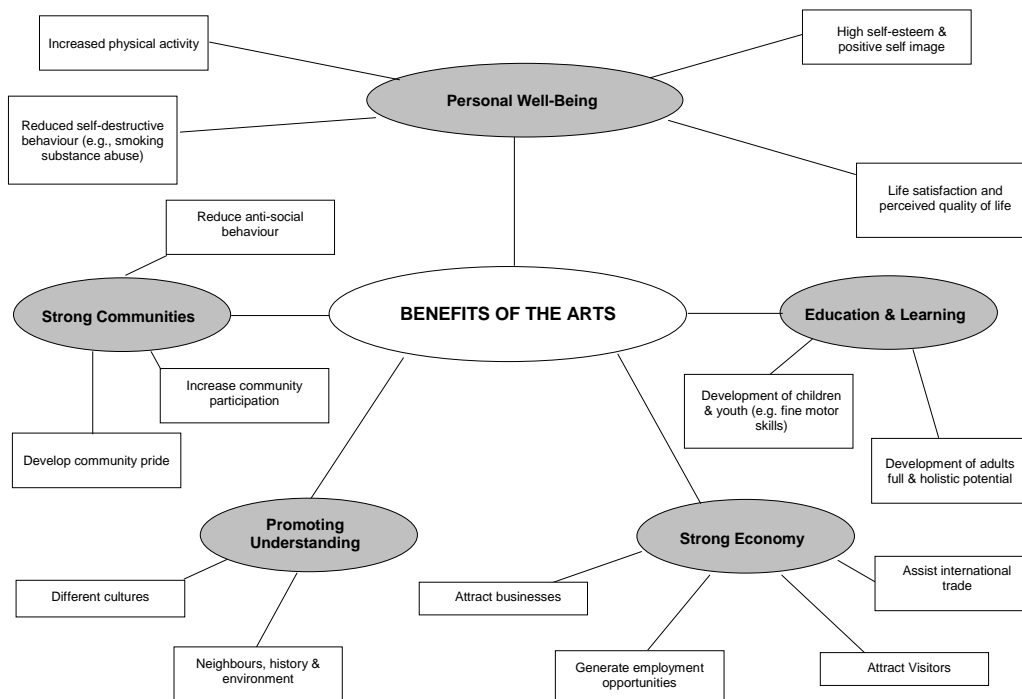 Increased physical activity
High self-esteem &
positive self image
Personal Well-Being
Reduced self-destructive
behaviour (e.g., smoking
substance abuse)
Life satisfaction and
perceived quality of life
Reduce anti-social
behaviour
Strong Communities
BENEFITS OF THE ARTS
Education & Learning
Increase community
participation
Development of children
& youth (e.g. fine motor
skills)
Develop community pride
Development of adults
full & holistic potential
Promoting
Understanding
Strong Economy
Different cultures
Attract businesses
Assist international
trade
Neighbours, history &
environment
Generate employment
opportunities
Attract Visitors